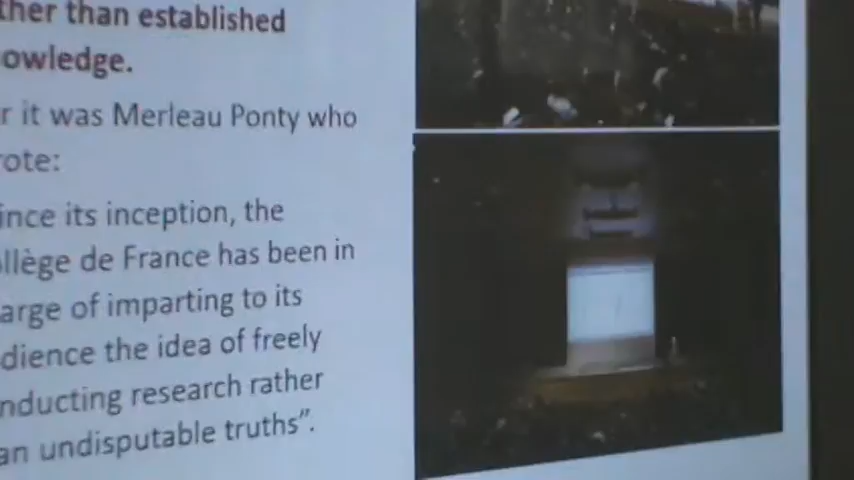 ther than established
owledge.
r it was Merleau Ponty who
rote:
ince its inception, the
ollège de France has been in
arge of imparting to its
dience the idea of freely
nducting research rather
an undisputable truths”.